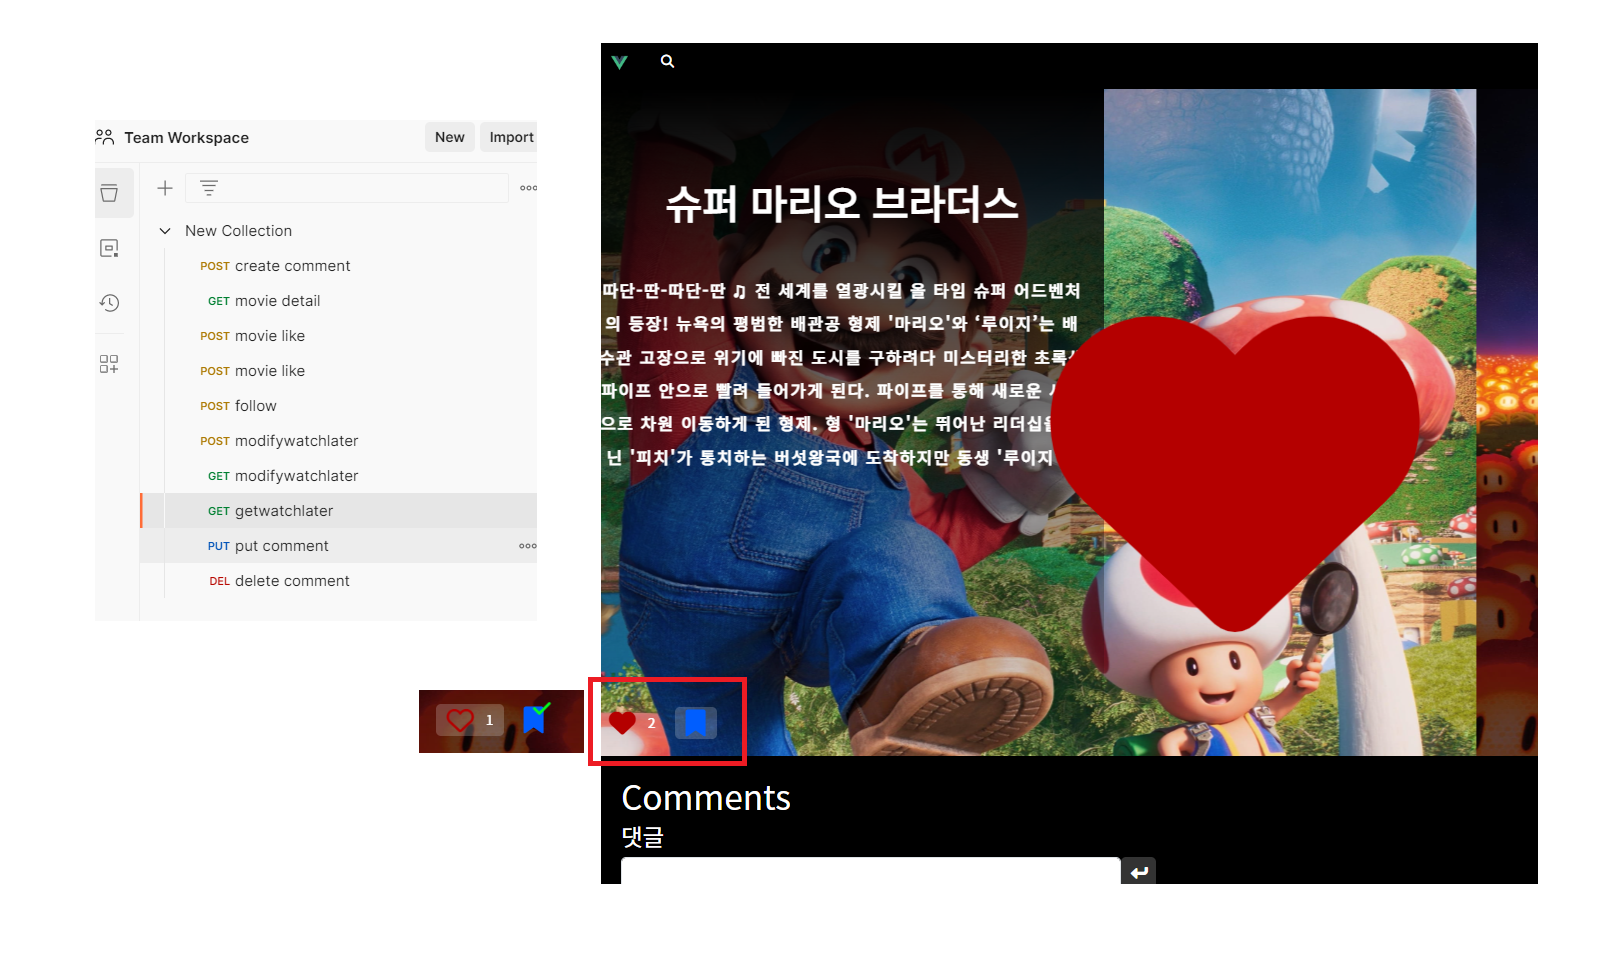 Team Workspace
New
Import
New Collection
POST create comment
GET movie detail
POST movie like
POST movie like
POST follow
POST modifywatchlater
GET modifywatchlater
GET getwatchlater
PUT put comment
DEL delete comment
슈퍼 마리오 브라더스
따단-딴-따단-딴 ♫ 전 세계를 열광시킬 올 타임 슈퍼 어드벤처
의 등장! 뉴욕의 평범한 배관공 형제 '마리오'와 ‘루이지’는 배
수관 고장으로 위기에 빠진 도시를 구하려다 미스터리한
파이프 안으로 빨려 들어가게 된다. 파이프를 통해 새로운
으로 차원 이동하게 된 형제. 형 '마리오'는 뛰어난 리더십을
닌 '피치'가 통치하는 버섯왕국에 도착하지만 동생 '루이지
1
2
Comments
댓글